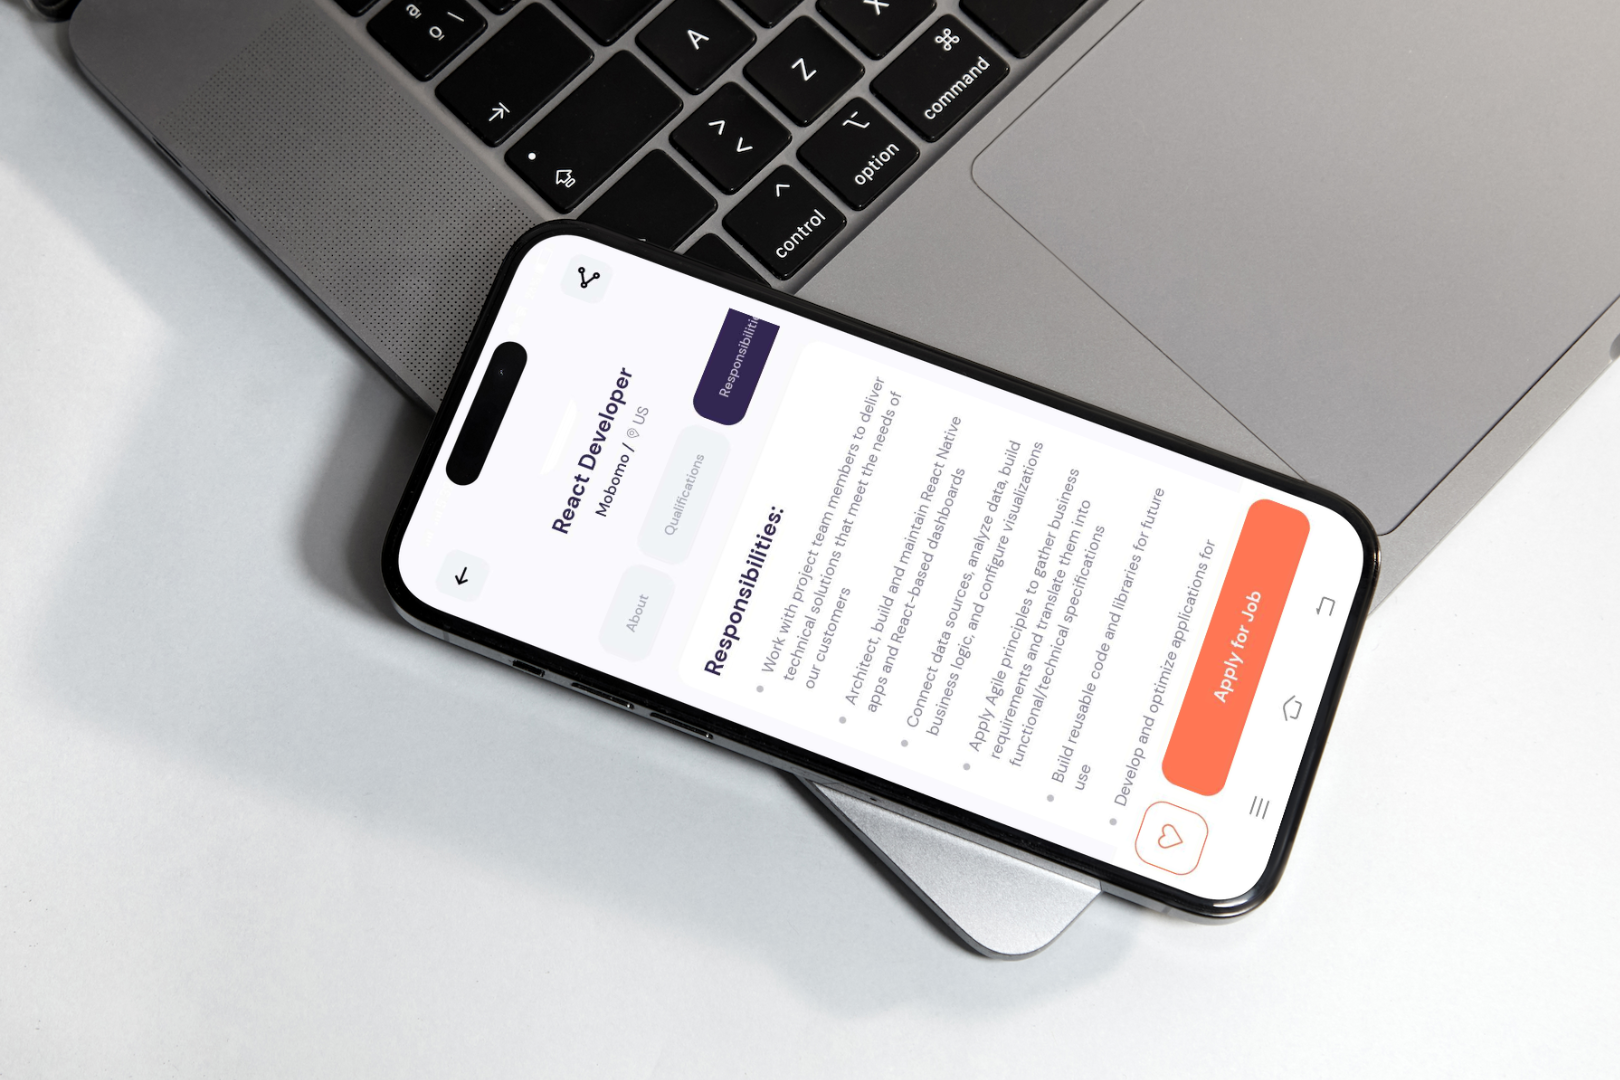 ª
º \
A
Z
X
>
<
⌘
command
option
^
control
React Developer
Mobomo / US
About
Qualifications
Responsibiliti
Responsibilities:
• Work with project team members to deliver
technical solutions that meet the needs of
our customers
• Architect, build and maintain React Native
apps and React-based dashboards
• Connect data sources, analyze data, build
business logic, and configure visualizations
• Apply Agile principles to gather business
requirements and translate them into
functional/technical specifications
• Build reusable code and libraries for future
use
• Develop and optimize applications for
Apply for Job